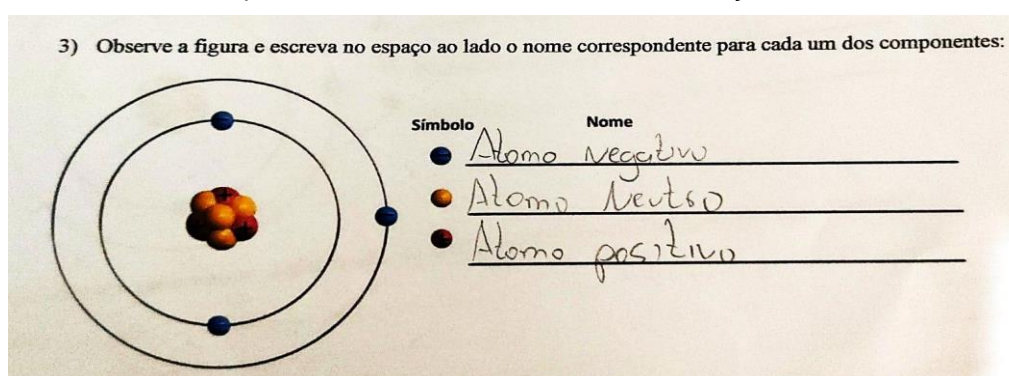 3) Observe a figura e escreva no espaço ao lado o nome correspondente para cada um dos componentes:
Símbolo Nome
Atomo Negativo
Atomo Neutro
Atomo positivo